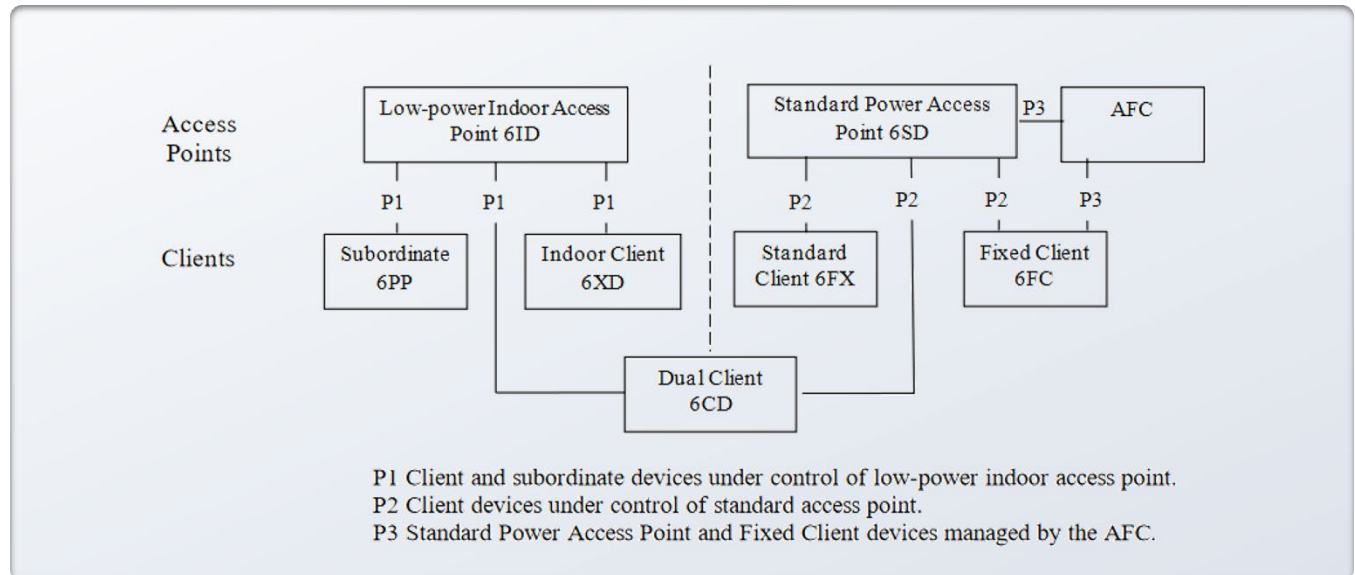 Access
Points
Low-power Indoor Access
Point 6ID
Standard Power Access
Point 6SD
P3
AFC
P1
P1
P1
P2
P2
P2
P3
Clients
Subordinate
6PP
Indoor Client
6XD
Standard
Client 6FX
Fixed Client
6FC
Dual Client
6CD
P1 Client and subordinate devices under control of low-power indoor access point.
P2 Client devices under control of standard access point.
P3 Standard Power Access Point and Fixed Client devices managed by the AFC.